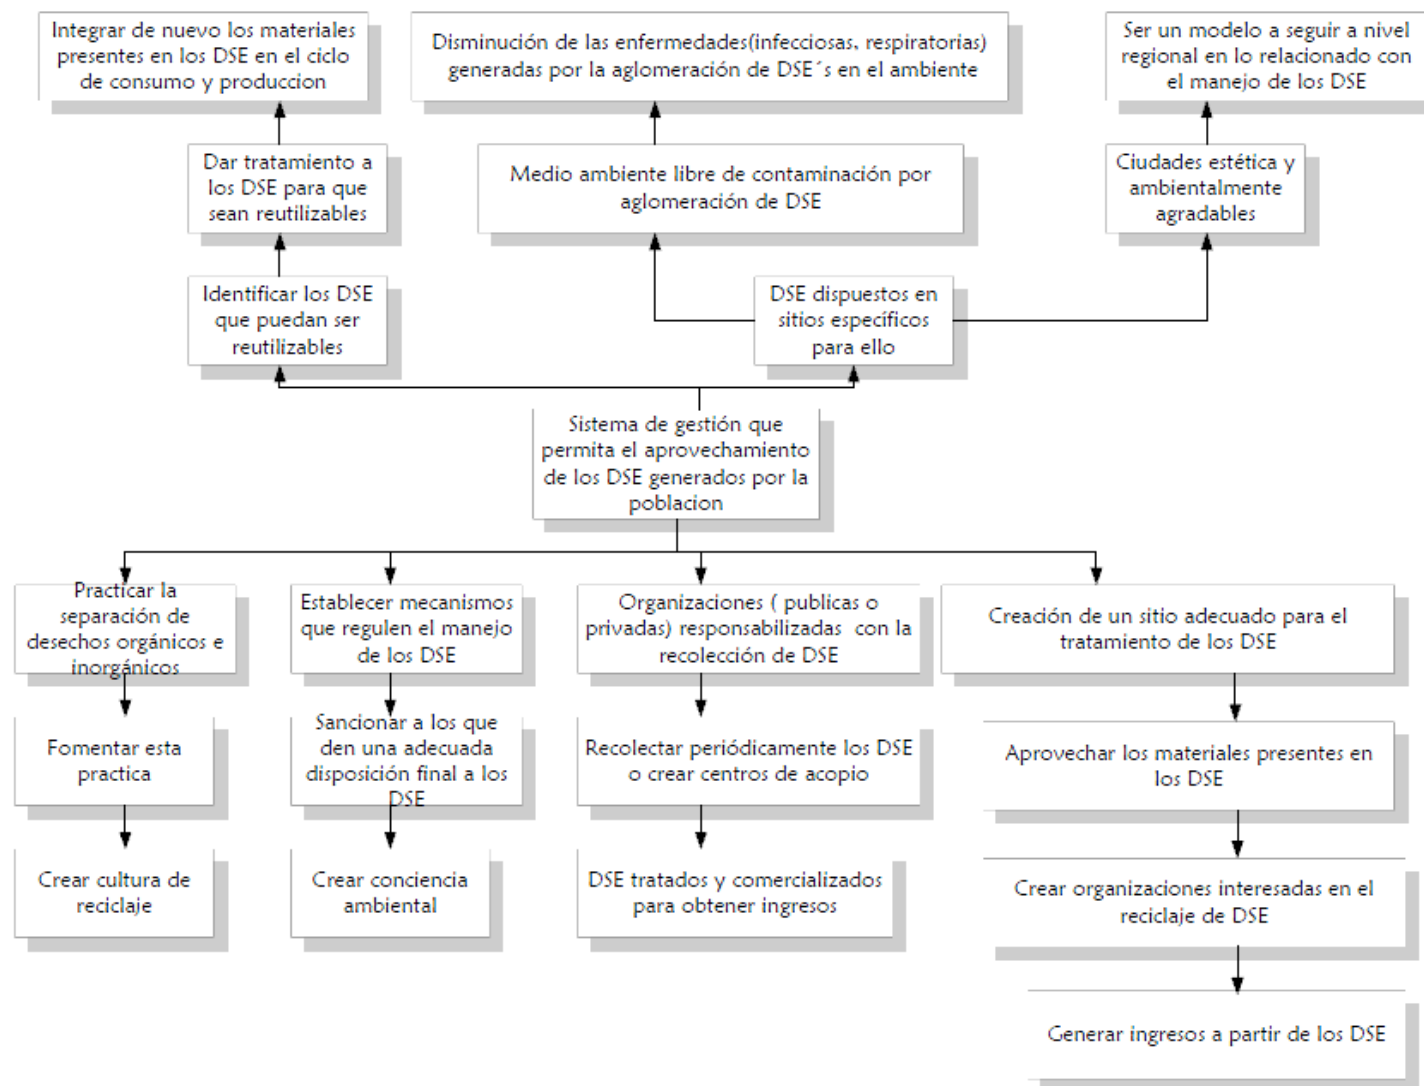 Integrar de nuevo los materiales
presentes en los DSE en el ciclo
de consumo y produccion
Disminución de las enfermedades(infecciosas, respiratorias)
generadas por la aglomeración de DSE´s en el ambiente
Ser un modelo a seguir a nivel
regional en lo relacionado con
el manejo de los DSE
Dar tratamiento a
los DSE para que
sean reutilizables
Medio ambiente libre de contaminación por
aglomeración de DSE
Ciudades estética y
ambientalmente
agradables
Identificar los DSE
que puedan ser
reutilizables
DSE dispuestos en
sitios específicos
para ello
Sistema de gestión que
permita el aprovechamiento
de los DSE generados por la
poblacion
Practicar la
separación de
desechos orgánicos e
inorgánicos
Establecer mecanismos
que regulen el manejo
de los DSE
Organizaciones ( publicas o
privadas) responsabilizadas con la
recolección de DSE
Creación de un sitio adecuado para el
tratamiento de los DSE
Fomentar esta
practica
Sancionar a los que
den una adecuada
disposición final a los
DSE
Recolectar periódicamente los DSE
o crear centros de acopio
Aprovechar los materiales presentes en
los DSE
Crear cultura de
reciclaje
Crear conciencia
ambiental
DSE tratados y comercializados
para obtener ingresos
Crear organizaciones interesadas en el
reciclaje de DSE
Generar ingresos a partir de los DSE